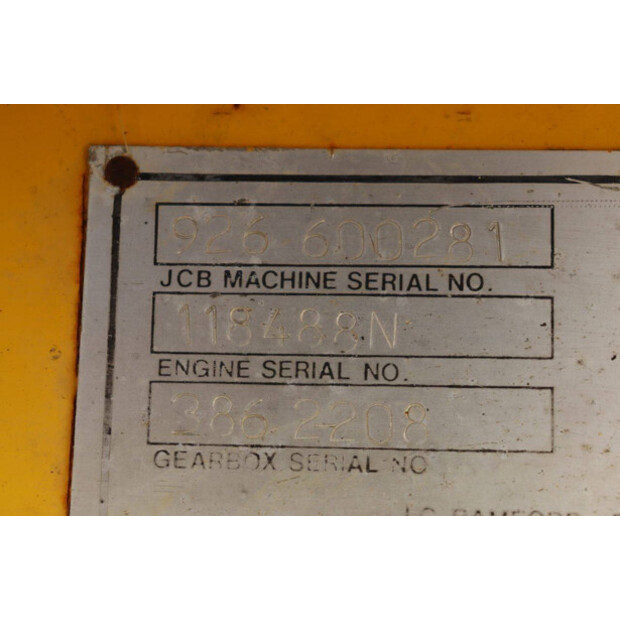 926 600281
JCB MACHINE SERIAL NO.
118488N
ENGINE SERIAL NO.
386 2208
GEARBOX SERIAL NO